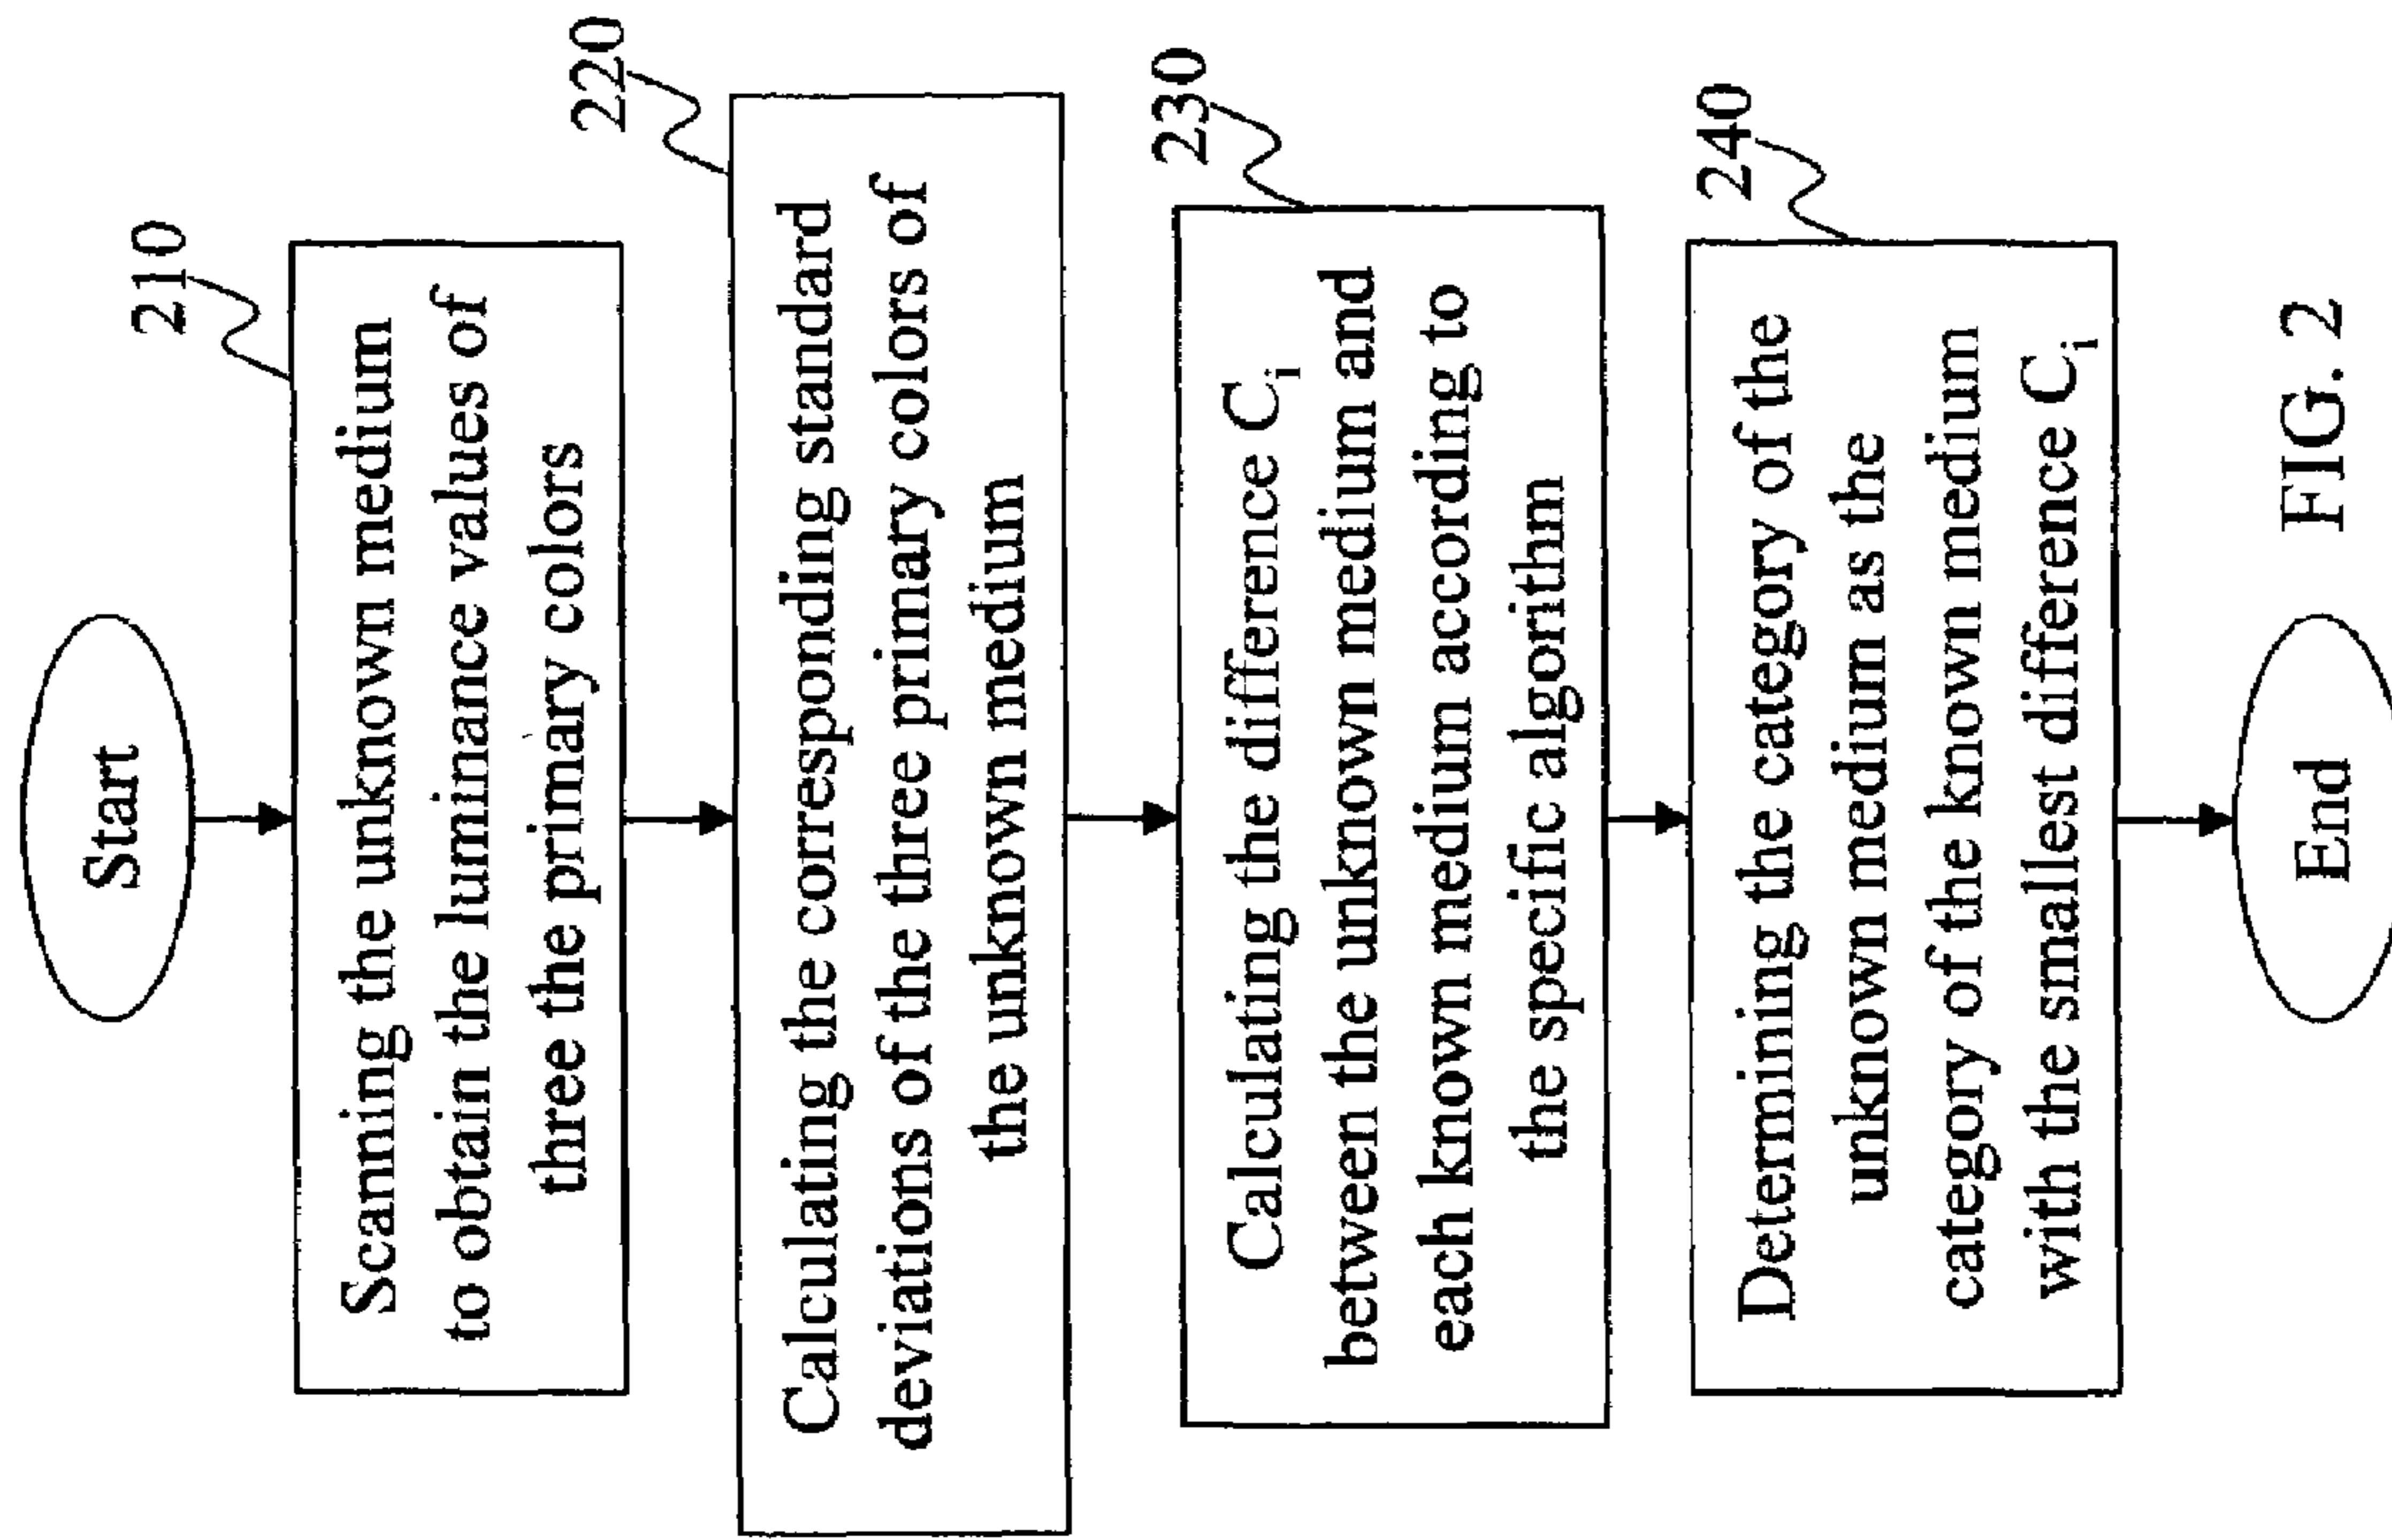 Start
210
Scanning the unknown medium
to obtain the luminance values of
three the primary colors
220
Calculating the corresponding standard
deviations of the three primary colors of
the unknown medium
230
Calculating the difference Ci
between the unknown medium and
each known medium according to
the specific algorithm
240
Determining the category of the
unknown medium as the
category of the known medium
with the smallest difference Ci
End
FIG. 2